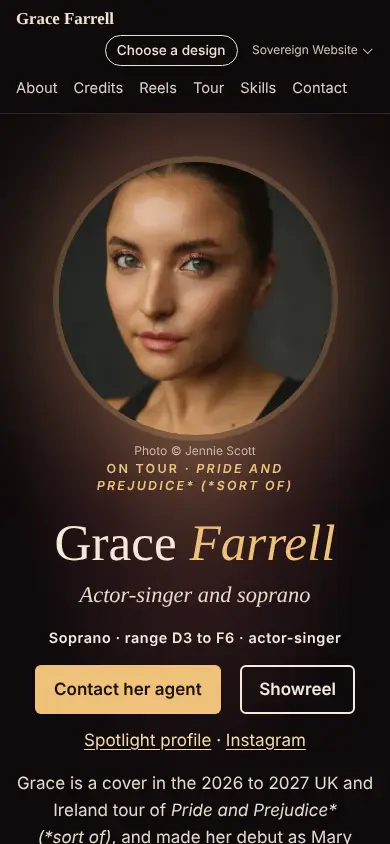 Grace Farrell
Choose a design
Sovereign Website
About Credits Reels Tour Skills Contact
Photo © Jennie Scott
ON TOUR · PRIDE AND
PREJUDICE* (*SORT OF)
Grace Farrell
Actor-singer and soprano
Soprano · range D3 to F6 · actor-singer
Contact her agent Showreel
Spotlight profile · Instagram
Grace is a cover in the 2026 to 2027 UK and
Ireland tour of Pride and Prejudice*
(*sort of), and made her debut as Mary